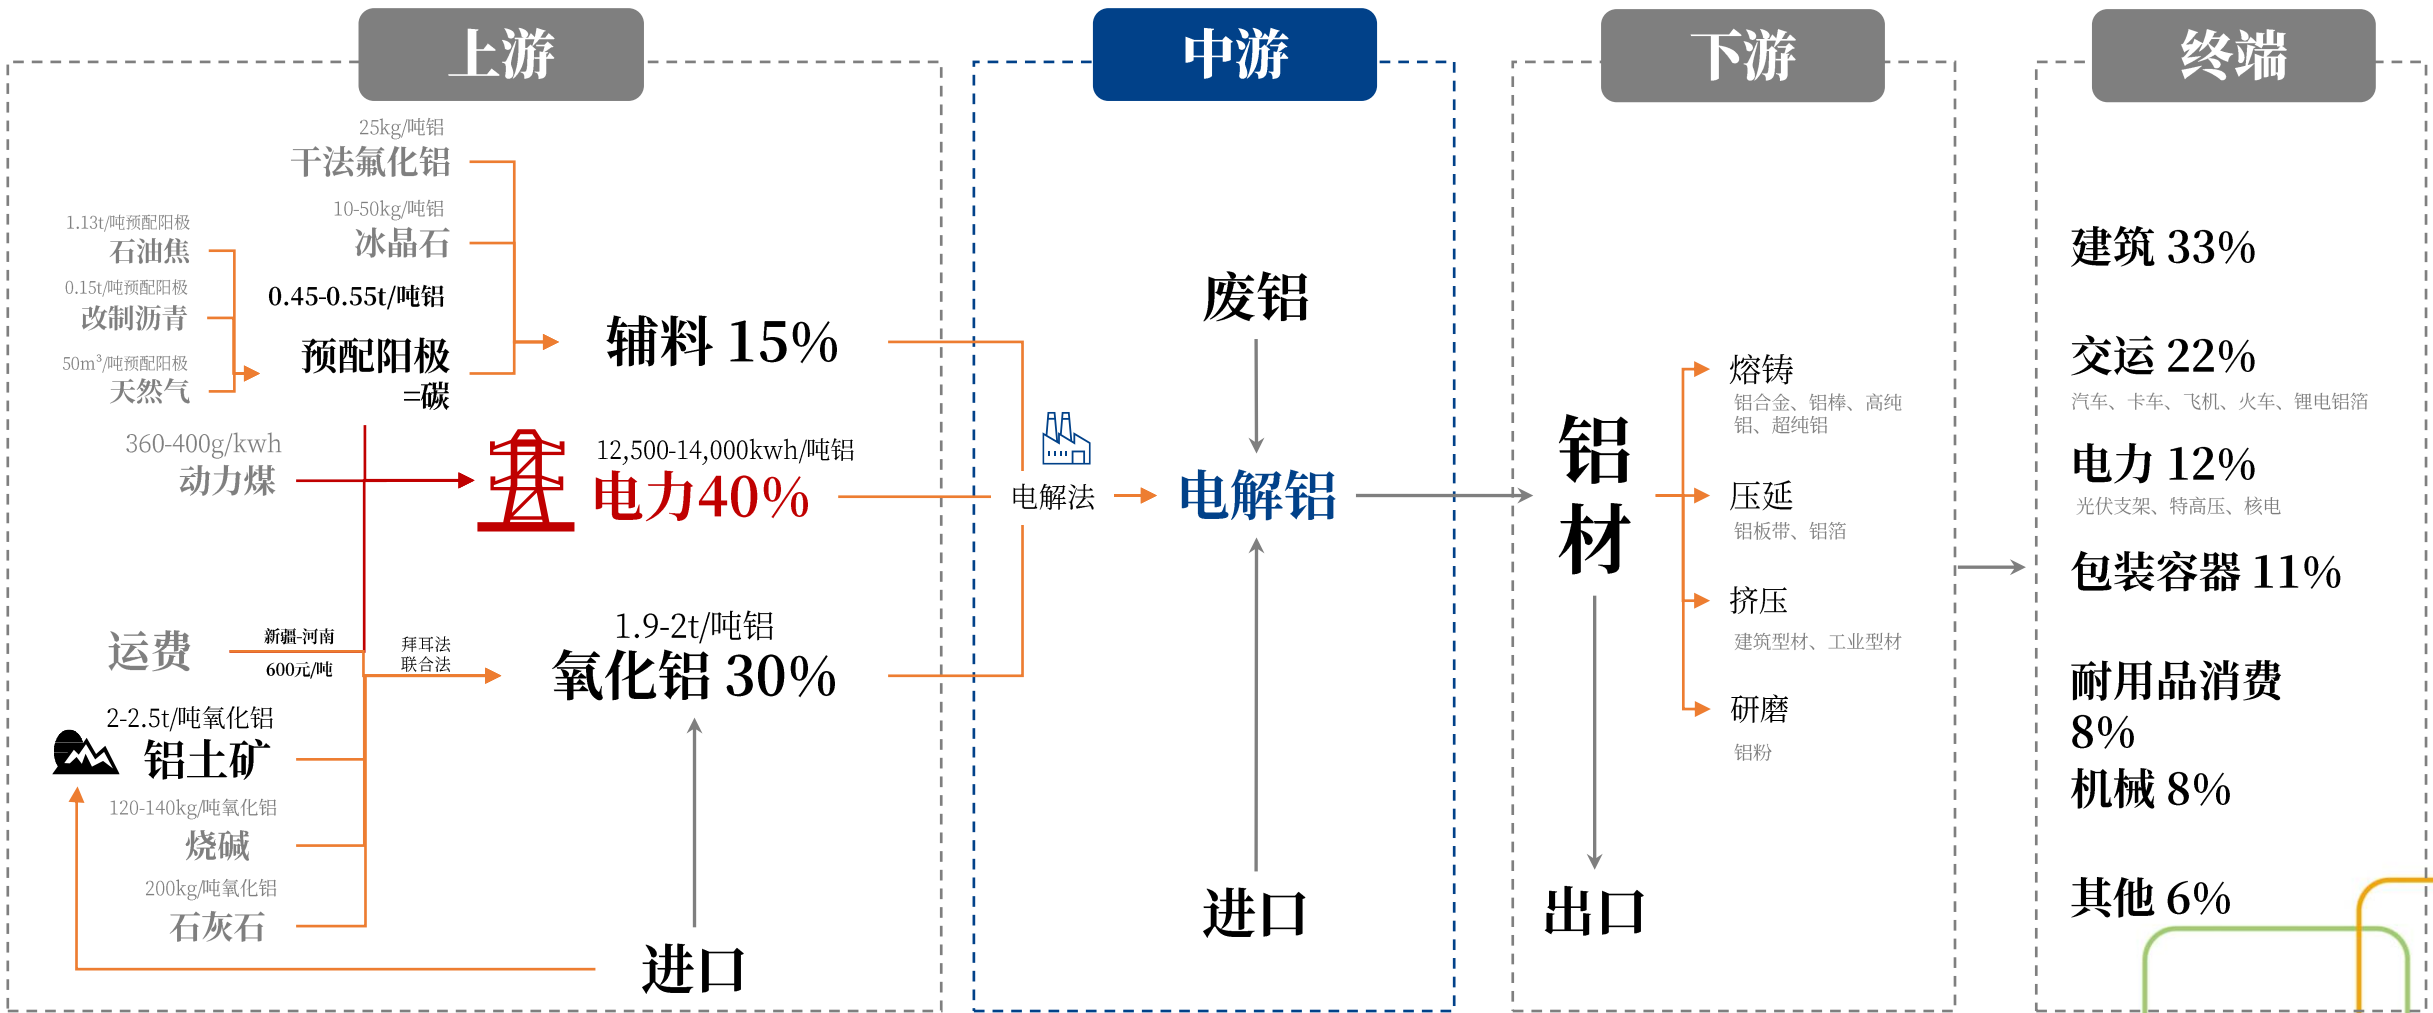 上游
25kg/吨铝
干法氟化铝
10-50kg/吨铝
冰晶石
1.13t/吨预配阳极
石油焦
0.15t/吨预配阳极
改制沥青
50m³/吨预配阳极
天然气
0.45-0.55t/吨铝
预配阳极
=碳
辅料 15%
360-400g/kwh
动力煤
12,500-14,000kwh/吨铝
电力40%
运费
新疆-河南
600元/吨
拜耳法
联合法
1.9-2t/吨铝
氧化铝 30%
2-2.5t/吨氧化铝
铝土矿
120-140kg/吨氧化铝
烧碱
200kg/吨氧化铝
石灰石
进口
中游
废铝
电解法
电解铝
进口
下游
铝
材
出口
熔铸
铝合金、铝棒、高纯
铝、超纯铝
压延
铝板带、铝箔
挤压
建筑型材、工业型材
研磨
铝粉
终端
建筑 33%
交运 22%
汽车、卡车、飞机、火车、锂电铝箔
电力 12%
光伏支架、特高压、核电
包装容器 11%
耐用品消费
8%
机械 8%
其他 6%